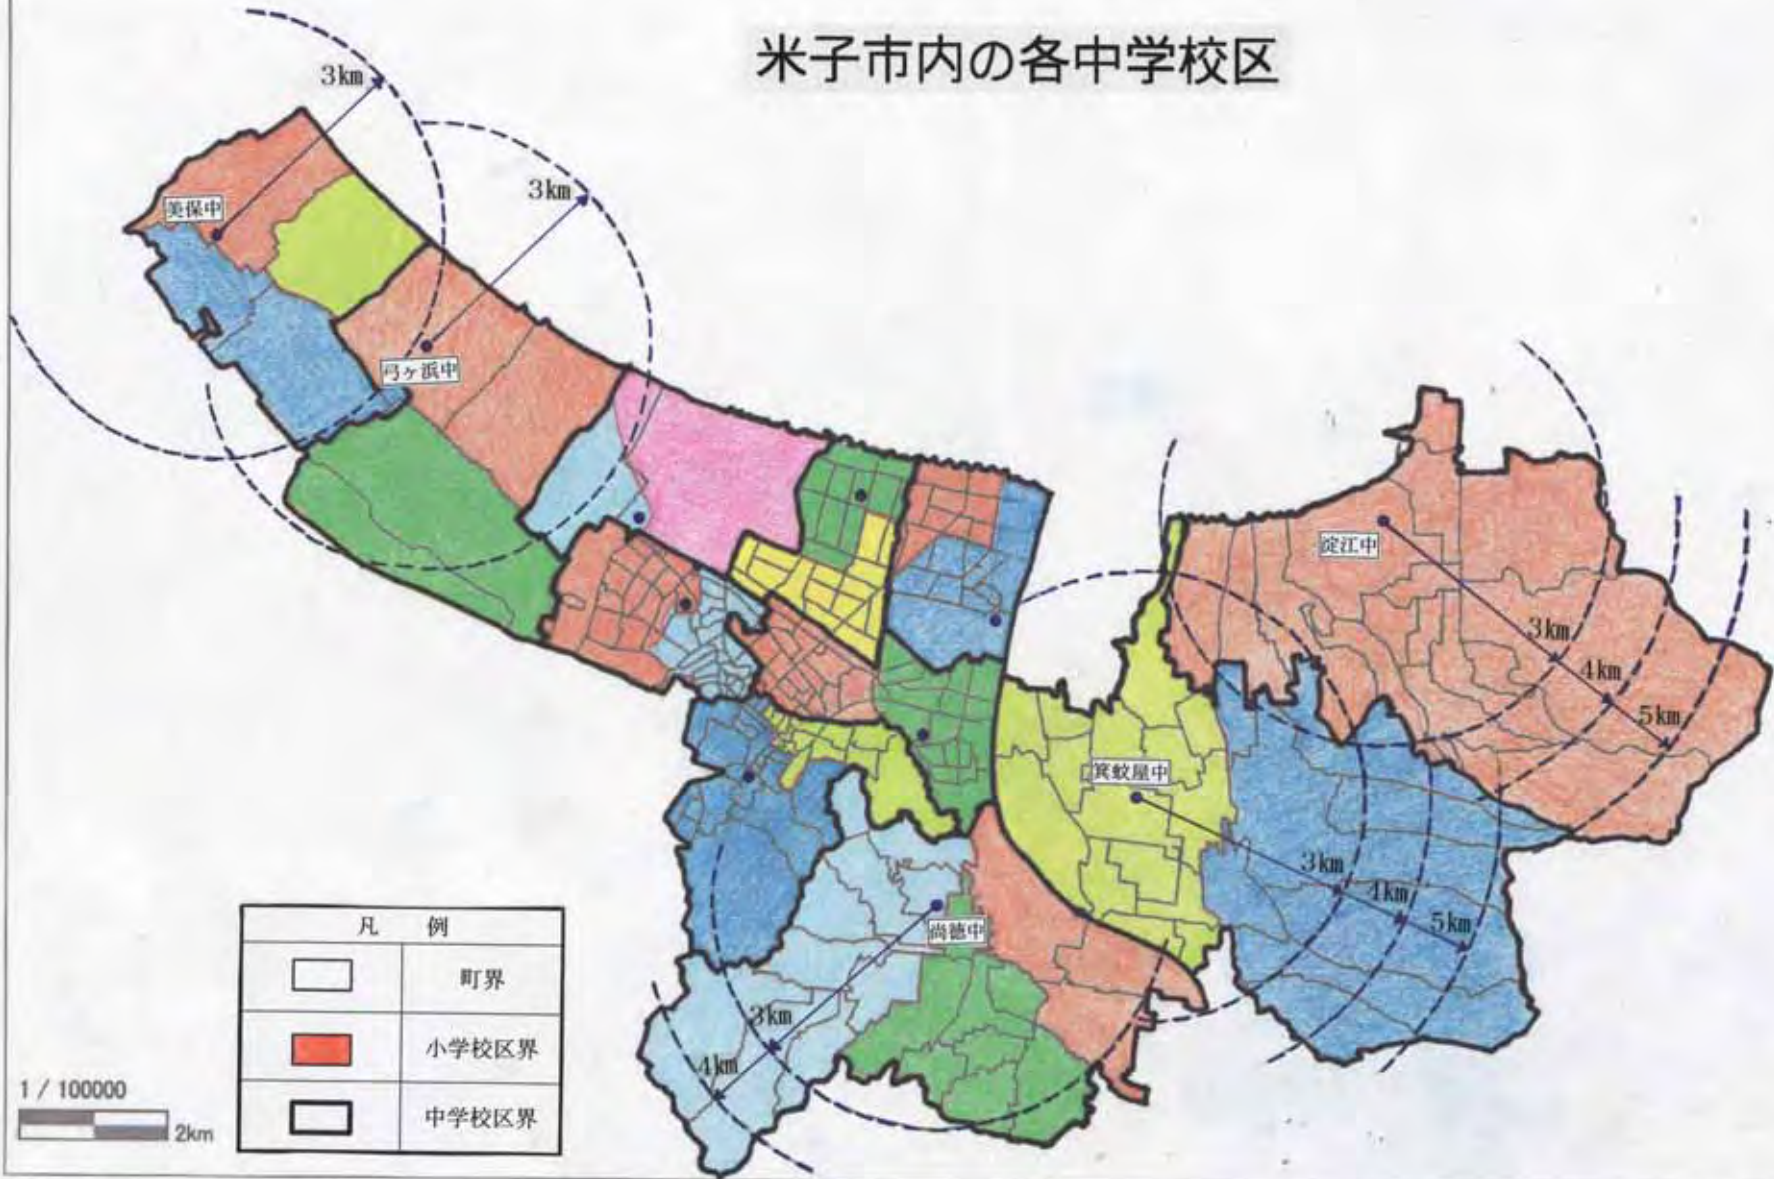 米子市内の各中学校区
3km
3km
美保中
弓ヶ浜中
淀江中
3km
4km
5km
箕蚊屋中
3km
4km
5km
尚徳中
3km
4km
凡 例
町界
小学校区界
中学校区界
1 / 100000
2km